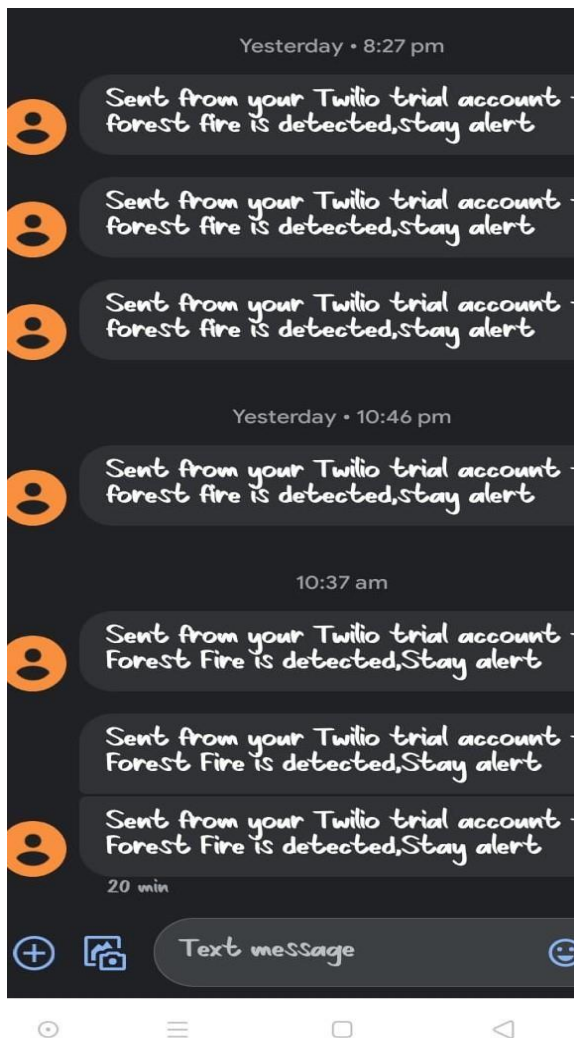 Yesterday • 8:27 pm
Sent from your Twilio trial account -
forest fire is detected,stay alert
Sent from your Twilio trial account -
forest fire is detected,stay alert
Sent from your Twilio trial account -
forest fire is detected,stay alert
Yesterday • 10:46 pm
Sent from your Twilio trial account -
forest fire is detected,stay alert
10:37 am
Sent from your Twilio trial account -
Forest Fire is detected,Stay alert
Sent from your Twilio trial account -
Forest Fire is detected,Stay alert
Sent from your Twilio trial account -
Forest Fire is detected,Stay alert
20 min
Text message